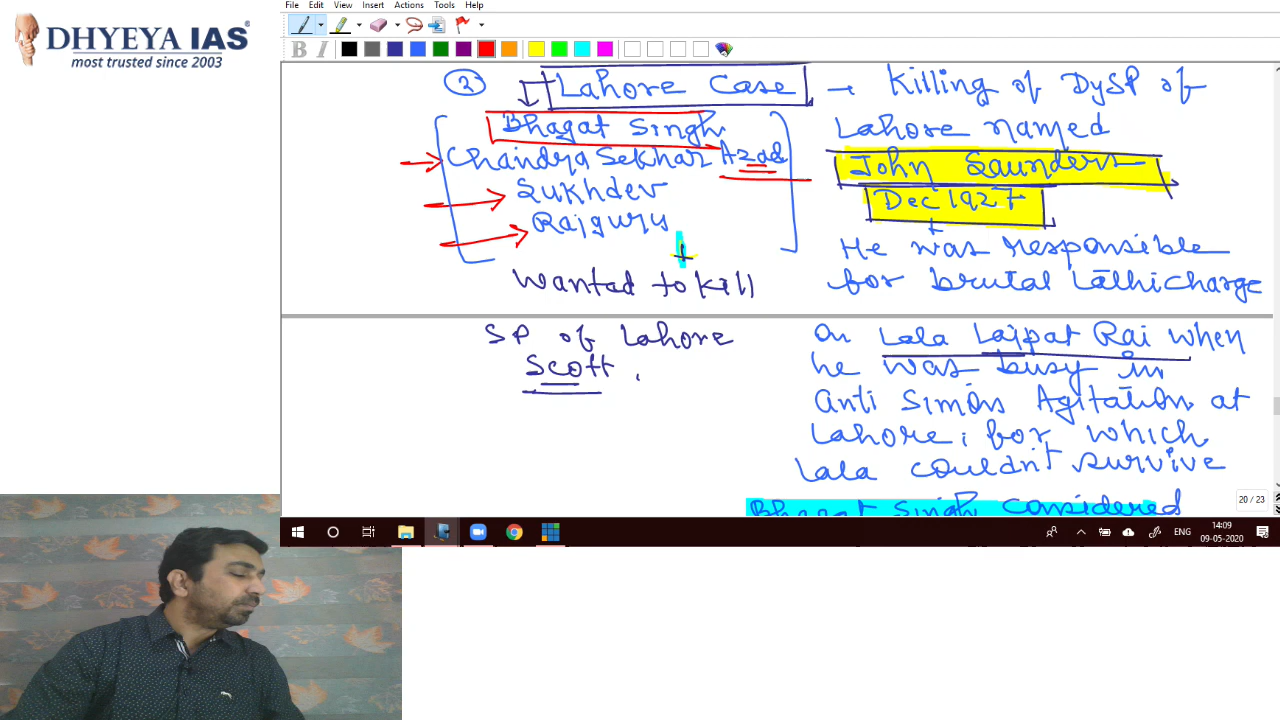 DHYEYA IAS®
most trusted since 2003
File Edit View Insert Actions Tools Help
B I
② Lahore Case → Killing of DySP of
Lahore named
John Saunders
Dec 1927
Bhagat Singh
Chandra Sekhar Azad
Sukhdev
Rajguru
Wanted to kill
SP of Lahore
Scott.
He was responsible
for brutal Lāthicharge
on Lala Lajpat Rai when
he was busy in
Anti Simon Agitation at
Lahore, for which
Lala couldn't survive
Bhagat Singh considered
20 / 23
ENG
14:09
09-05-2020